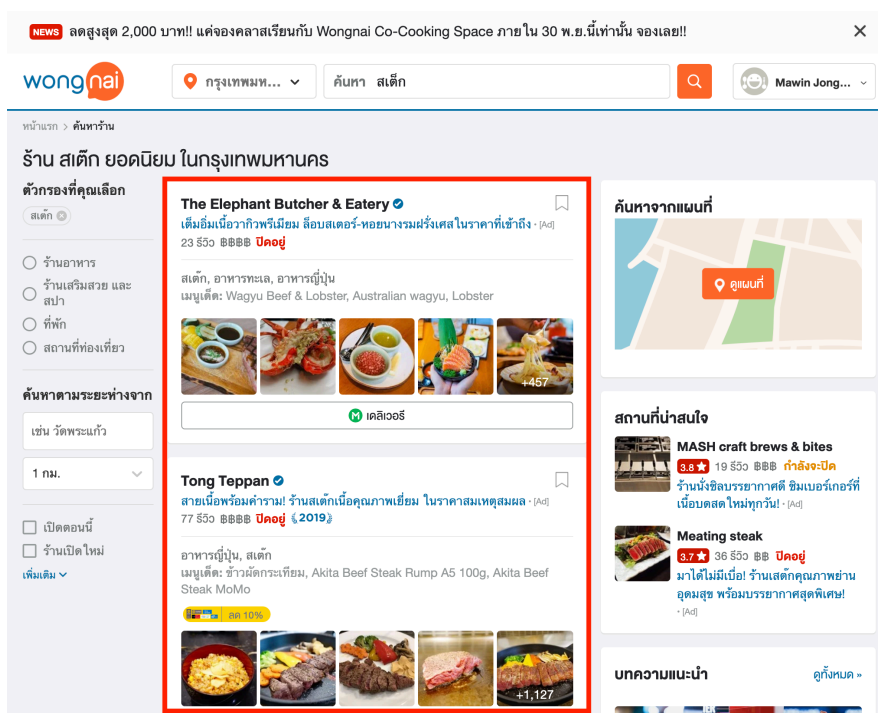 NEWS ลดสูงสุด 2,000 บาท!! แค่จองคลาสเรียนกับ Wongnai Co-Cooking Space ภายใน 30 พ.ย.นี้เท่านั้น จองเลย!!
wongnai
กรุงเทพมห...
ค้นหา สเต็ก
Mawin Jong...
หน้าแรก > ค้นหาร้าน
ร้าน สเต๊ก ยอดนิยม ในกรุงเทพมหานคร
ตัวกรองที่คุณเลือก
สเต๊ก
ร้านอาหาร
ร้านเสริมสวย และ
สปา
ที่พัก
สถานที่ท่องเที่ยว
ค้นหาตามระยะห่างจาก
เช่น วัดพระแก้ว
1 กม.
เปิดตอนนี้
ร้านเปิดใหม่
เพิ่มเติม
The Elephant Butcher & Eatery
เต็มอิ่มเนื้อวากิวพรีเมียม ล็อบสเตอร์-หอยนางรมฝรั่งเศสในราคาที่เข้าถึง · [Ad]
23 รีวิว ฿฿฿฿ ปิดอยู่
สเต๊ก, อาหารทะเล, อาหารญี่ปุ่น
เมนูเด็ด: Wagyu Beef & Lobster, Australian wagyu, Lobster
+457
เดลิเวอรี
Tong Teppan
สายเนื้อพร้อมคำราม! ร้านสเต๊กเนื้อคุณภาพเยี่ยม ในราคาสมเหตุสมผล · [Ad]
77 รีวิว ฿฿฿฿ ปิดอยู่ 2019
อาหารญี่ปุ่น, สเต๊ก
เมนูเด็ด: ข้าวผัดกระเทียม, Akita Beef Steak Rump A5 100g, Akita Beef
Steak MoMo
ลด 10%
+1,127
ค้นหาจากแผนที่
ดูแผนที่
สถานที่น่าสนใจ
MASH craft brews & bites
3.8 ★ 19 รีวิว ฿฿฿ กำลังจะปิด
ร้านนั่งชิลบรรยากาศดี ชิมเบอร์เกอร์ที่
เนื้อบดสดใหม่ทุกวัน! · [Ad]
Meating steak
3.7 ★ 36 รีวิว ฿฿ ปิดอยู่
มาได้ไม่มีเบื่อ! ร้านเสต๊กคุณภาพย่าน
อุดมสุข พร้อมบรรยากาศสุดพิเศษ!
· [Ad]
บทความแนะนำ
ดูทั้งหมด »